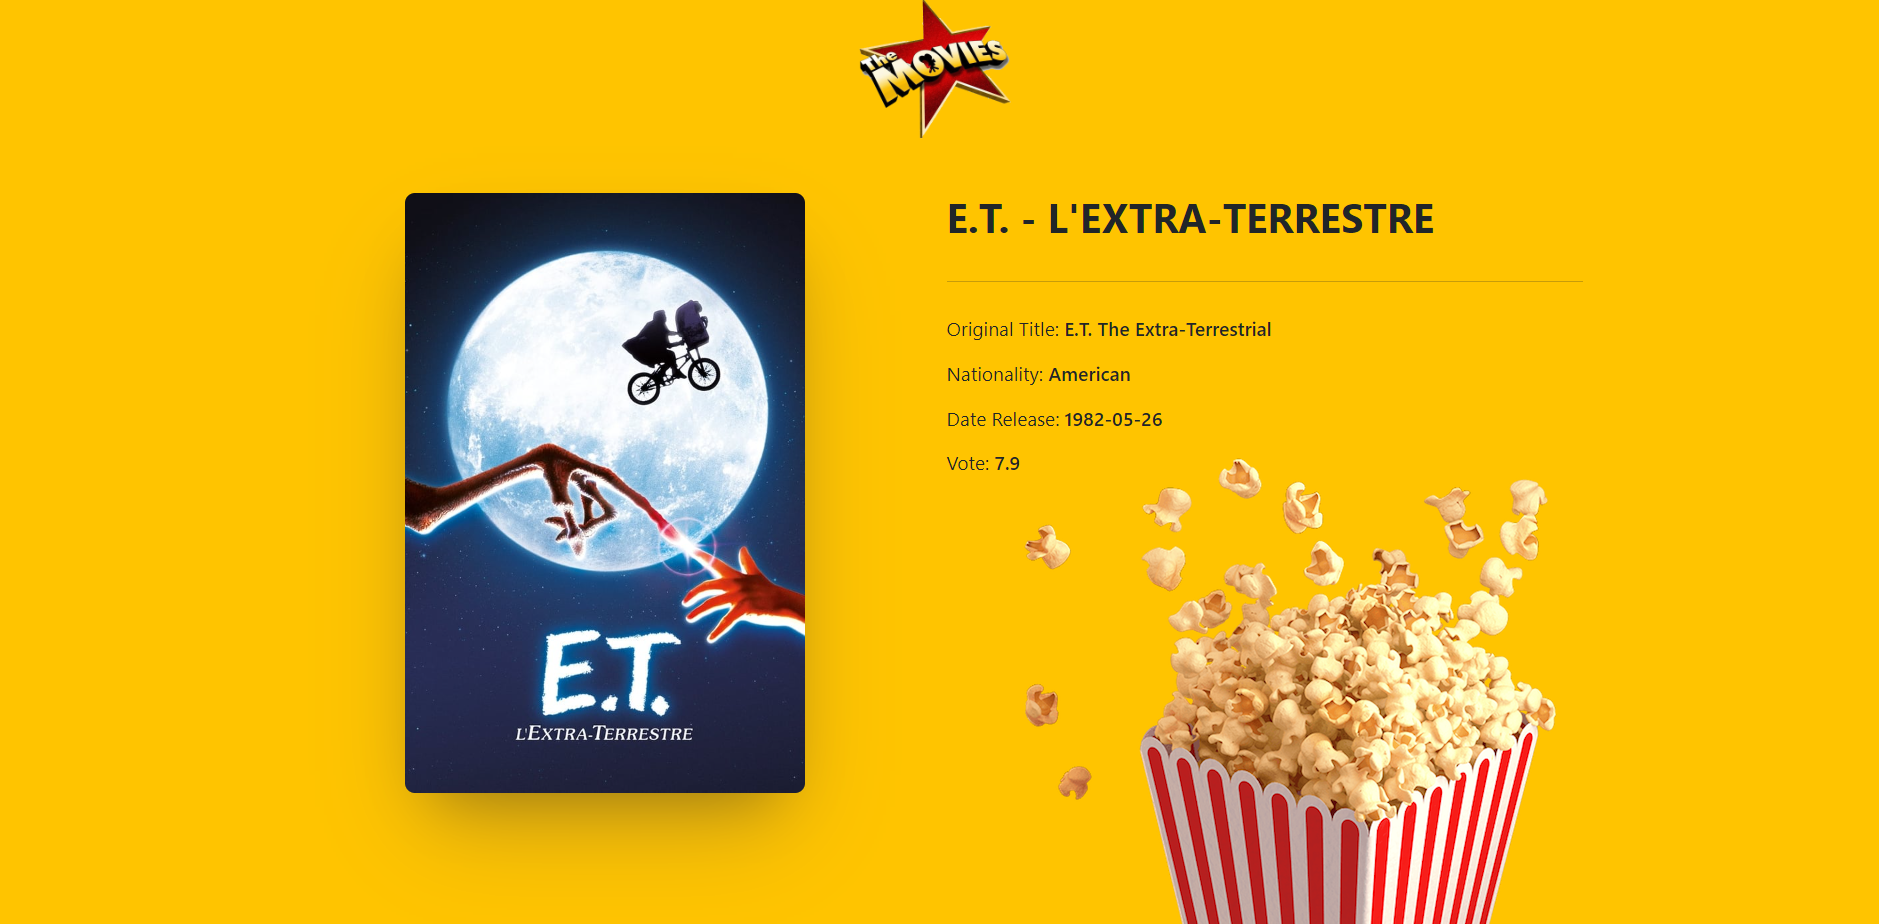 The
MOVIES
E.T. - L'EXTRA-TERRESTRE
Original Title: E.T. The Extra-Terrestrial
Nationality: American
Date Release: 1982-05-26
Vote: 7.9
E.T.
L'EXTRA-TERRESTRE